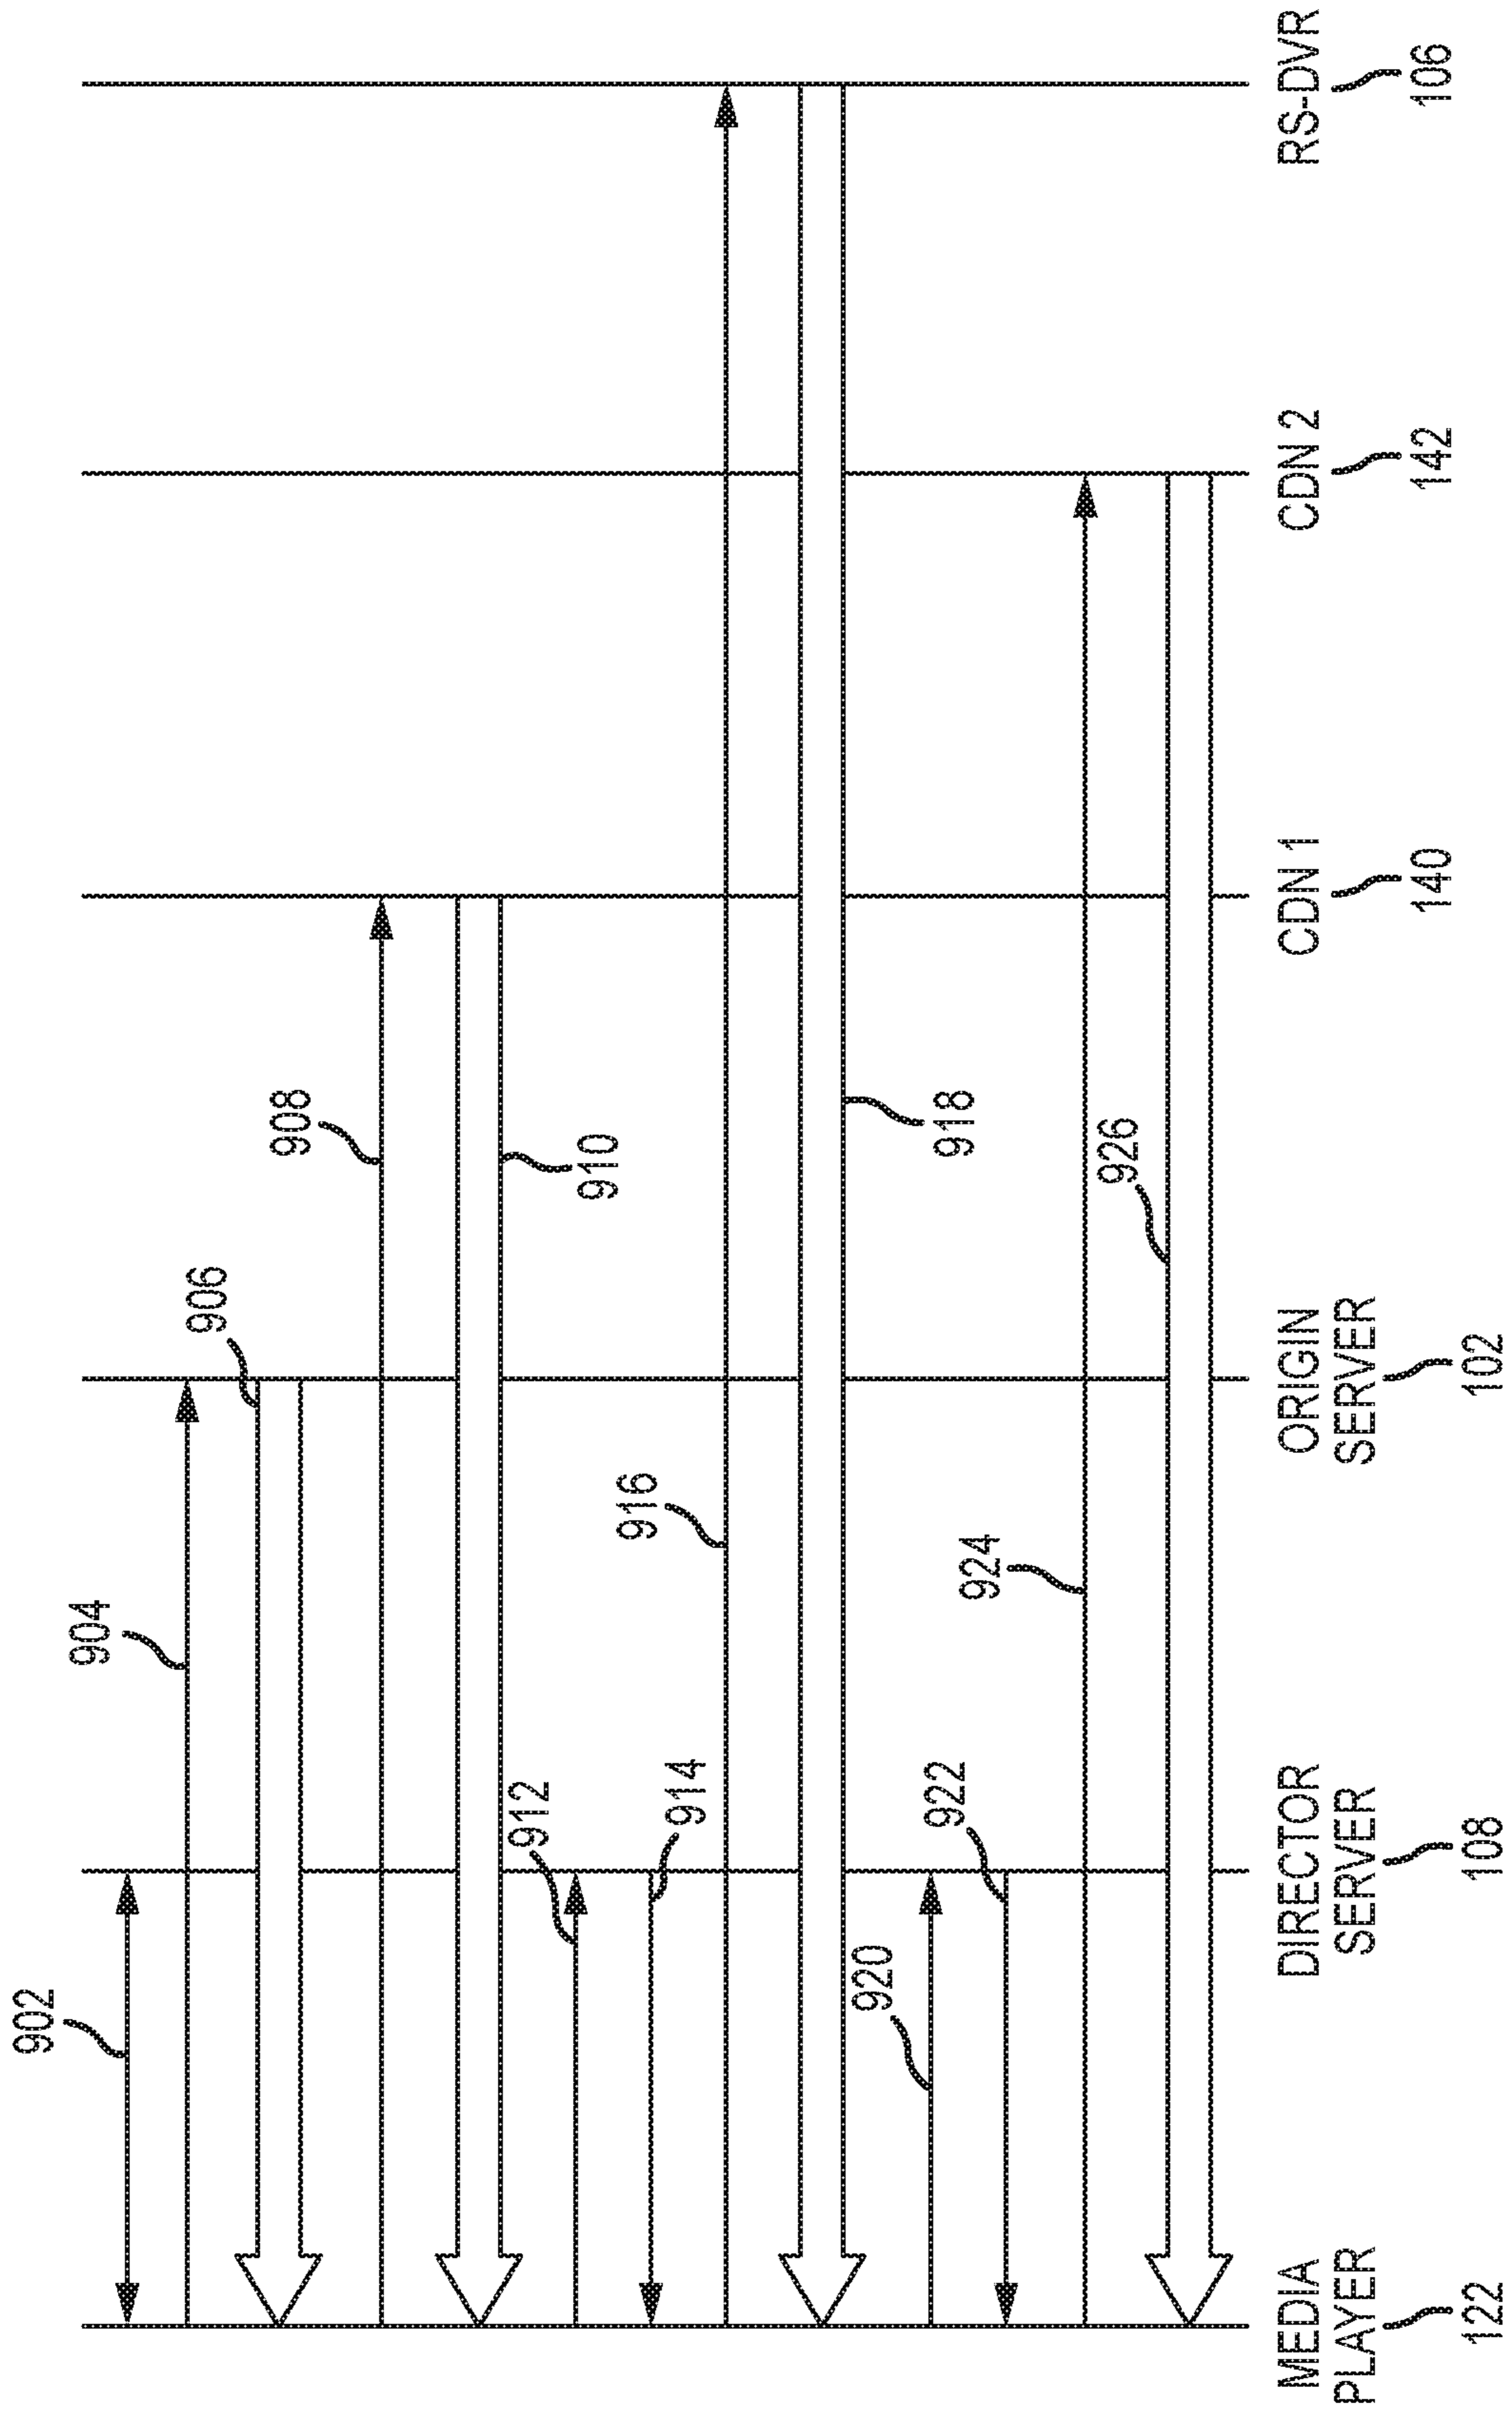 902
904
906
908
910
912
914
916
918
920
922
924
926
MEDIA
PLAYER
122
DIRECTOR
SERVER
108
ORIGIN
SERVER
102
CDN 1
140
CDN 2
142
RS-DVR
106